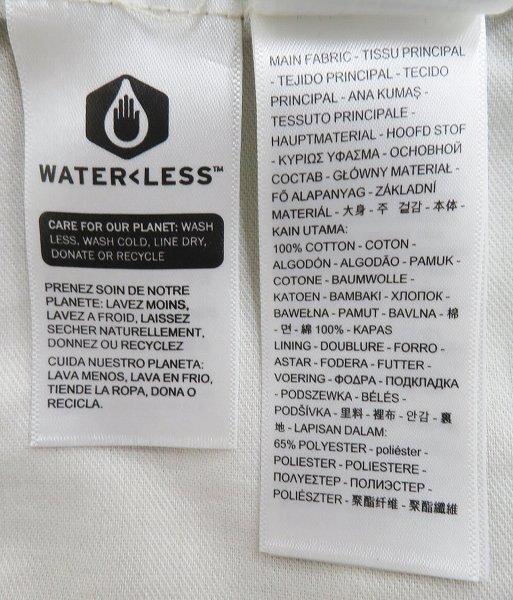 WATER<LESS™
CARE FOR OUR PLANET: WASH
LESS, WASH COLD, LINE DRY,
DONATE OR RECYCLE
PRENEZ SOIN DE NOTRE
PLANETE: LAVEZ MOINS,
LAVEZ A FROID, LAISSEZ
SECHER NATURELLEMENT,
DONNEZ OU RECYCLEZ
CUIDA NUESTRO PLANETA:
LAVA MENOS, LAVA EN FRIO,
TIENDE LA ROPA, DONA O
RECICLA.
MAIN FABRIC - TISSU PRINCIPAL
- TEJIDO PRINCIPAL - TECIDO
PRINCIPAL - ANA KUMAŞ -
TESSUTO PRINCIPALE -
HAUPTMATERIAL - HOOFD STOF
- ΚΥΡΙΩΣ ΥΦΑΣΜΑ - ОСНОВНОЙ
СОСТАВ - GŁÓWNY MATERIAŁ -
FŐ ALAPANYAG - ZÁKLADNÍ
MATERIÁL - 大身 - 주 겉감 - 本体 -
KAIN UTAMA:
100% COTTON - COTON -
ALGODÓN - ALGODÃO - PAMUK -
COTONE - BAUMWOLLE -
KATOEN - ΒΑΜΒΑΚΙ - ХЛОПОК -
BAWEŁNA - PAMUT - BAVLNA - 棉
- 면 - 綿 100% - KAPAS
LINING - DOUBLURE - FORRO -
ASTAR - FODERA - FUTTER -
VOERING - ΦΟΔΡΑ - ПОДКЛАДКА
- PODSZEWKA - BÉLÉS -
PODŠÍVKA - 里料 - 裡布 - 안감 - 裏
地 - LAPISAN DALAM:
65% POLYESTER - poliéster -
POLIESTER - POLIESTERE -
ΠΟΛΥΕΣΤΕΡ - ПОЛИЭСТЕР -
POLIÉSZTER - 聚酯纤维 - 聚酯纖維